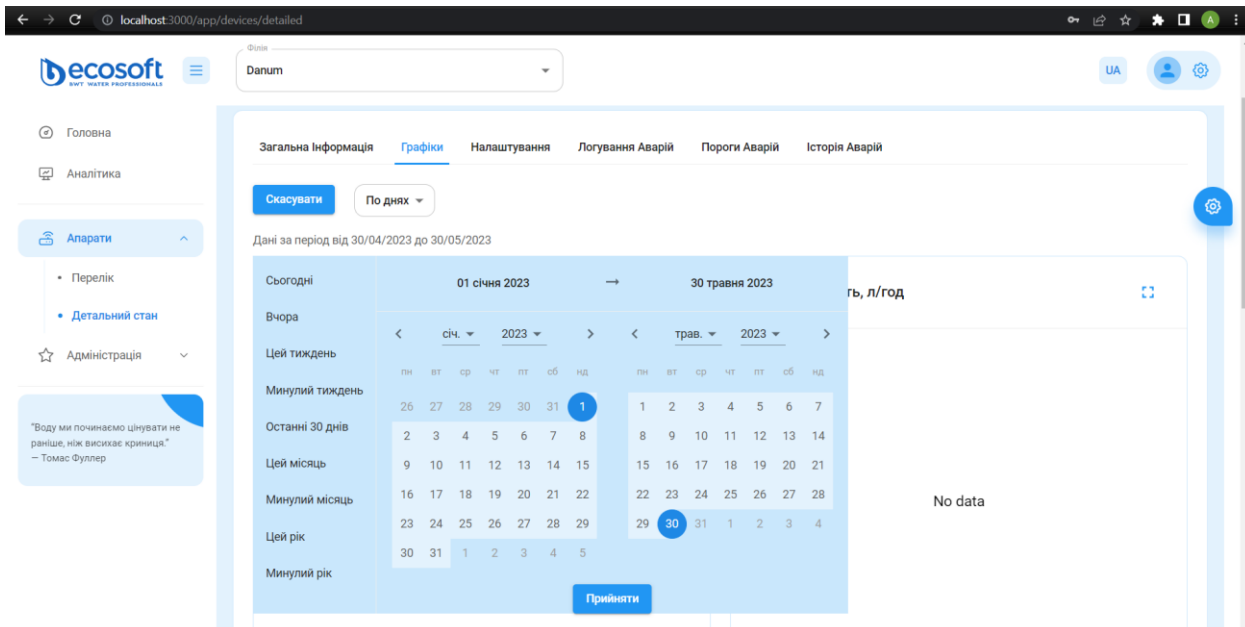 localhost:3000/app/devices/detailed
A
ecosoft
BWT WATER PROFESSIONALS
Філія
Danum
UA
Головна
Аналітика
Апарати
Перелік
Детальний стан
Адміністрація
"Воду ми починаємо цінувати не
раніше, ніж висихає криниця."
— Томас Фуллер
Загальна Інформація Графіки Налаштування Логування Аварій Пороги Аварій Історія Аварій
Скасувати По днях
Дані за період від 30/04/2023 до 30/05/2023
Сьогодні
Вчора
Цей тиждень
Минулий тиждень
Останні 30 днів
Цей місяць
Минулий місяць
Цей рік
Минулий рік
01 січня 2023 → 30 травня 2023
січ. 2023
пн вт ср чт пт сб нд
26 27 28 29 30 31 1
2 3 4 5 6 7 8
9 10 11 12 13 14 15
16 17 18 19 20 21 22
23 24 25 26 27 28 29
30 31 1 2 3 4 5
трав. 2023
пн вт ср чт пт сб нд
1 2 3 4 5 6 7
8 9 10 11 12 13 14
15 16 17 18 19 20 21
22 23 24 25 26 27 28
29 30 31 1 2 3 4
Прийняти
ть, л/год
No data